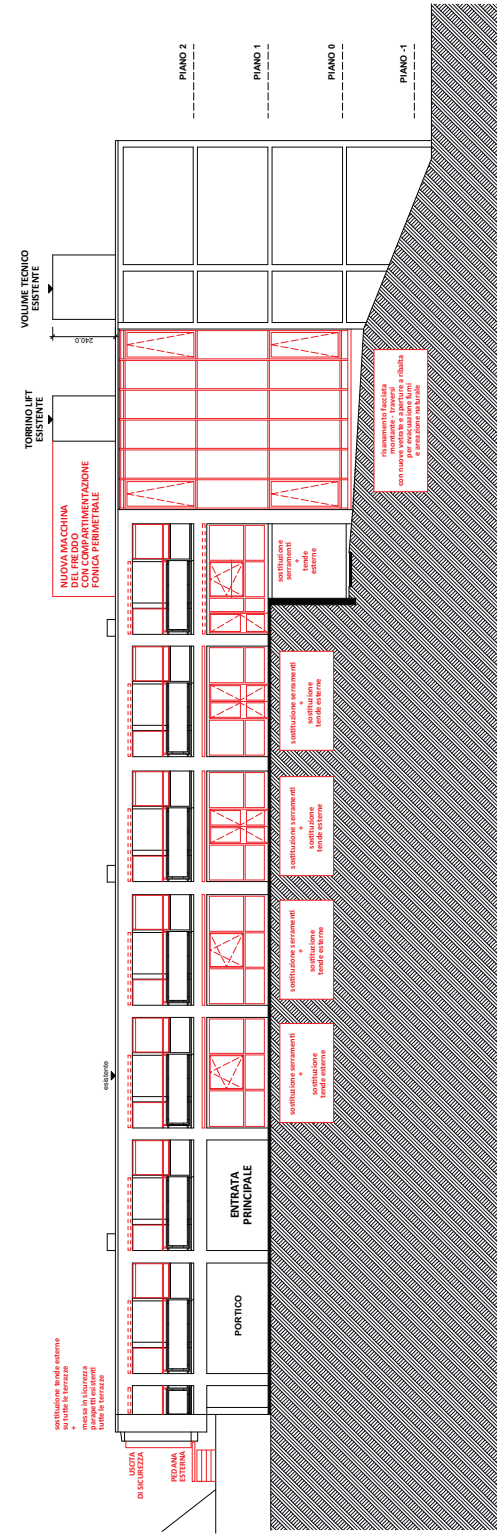 sostituzione tende esterne
su tutte le terrazze
+
messa in sicurezza
parapetti esistenti
tutte le terrazze
USCITA
DI SICUREZZA
PEDANA
ESTERNA
PORTICO
ENTRATA
PRINCIPALE
esistente
sostituzione serramenti
+
sostituzione
tende esterne
sostituzione serramenti
+
sostituzione
tende esterne
sostituzione serramenti
+
sostituzione
tende esterne
sostituzione serramenti
+
sostituzione
tende esterne
sostituzione
serramenti
+
tende
esterne
NUOVA MACCHINA
DEL FREDDO
CON COMPARTIMENTAZIONE
FONICA PERIMETRALE
TORRINO LIFT
ESISTENTE
240.0
VOLUME TECNICO
ESISTENTE
risanamento facciata
montante - traversi
con nuove vetrate e aperture a ribalta
per evacuazione fumi
e areazione naturale
PIANO 2
PIANO 1
PIANO 0
PIANO -1